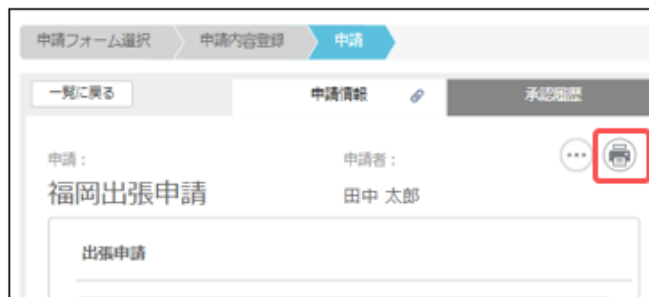 申請フォーム選択 申請内容登録 申請
一覧に戻る 申請情報 承認履歴
申請： 申請者：
福岡出張申請 田中 太郎
出張申請